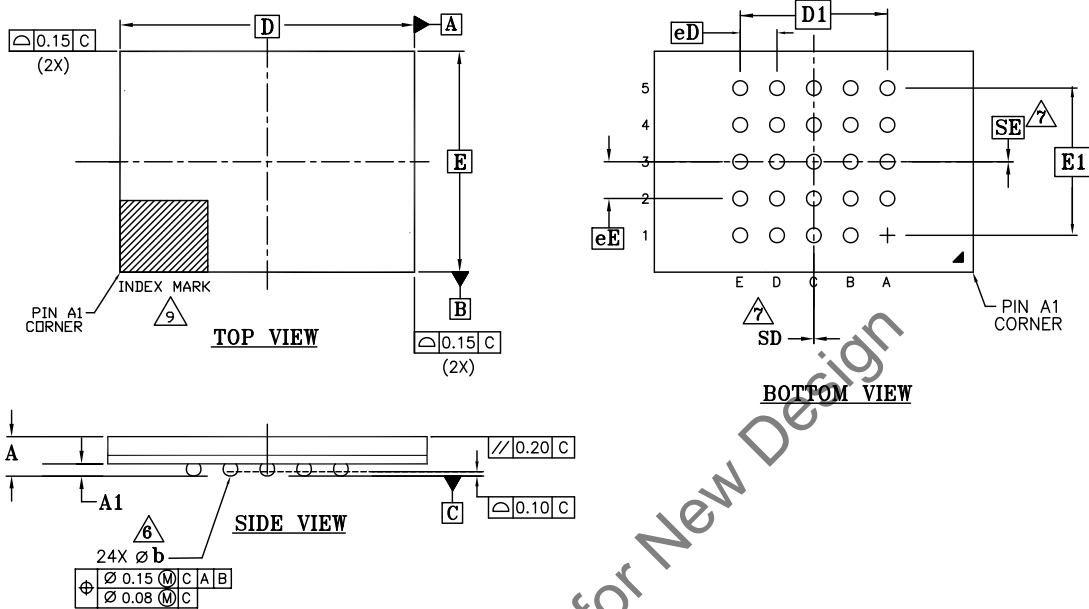 D
A
0.15 C
(2X)
E
INDEX MARK
9
PIN A1
CORNER
B
TOP VIEW
0.15 C
(2X)
D1
eD
5
4
3
2
1
SE
7
E1
eE
E D C B A
7
SD
PIN A1
CORNER
BOTTOM VIEW
A
A1
// 0.20 C
C
0.10 C
SIDE VIEW
6
24X Ø b
⌖ Ø 0.15 Ⓜ C A B
Ø 0.08 Ⓜ C
for New Design